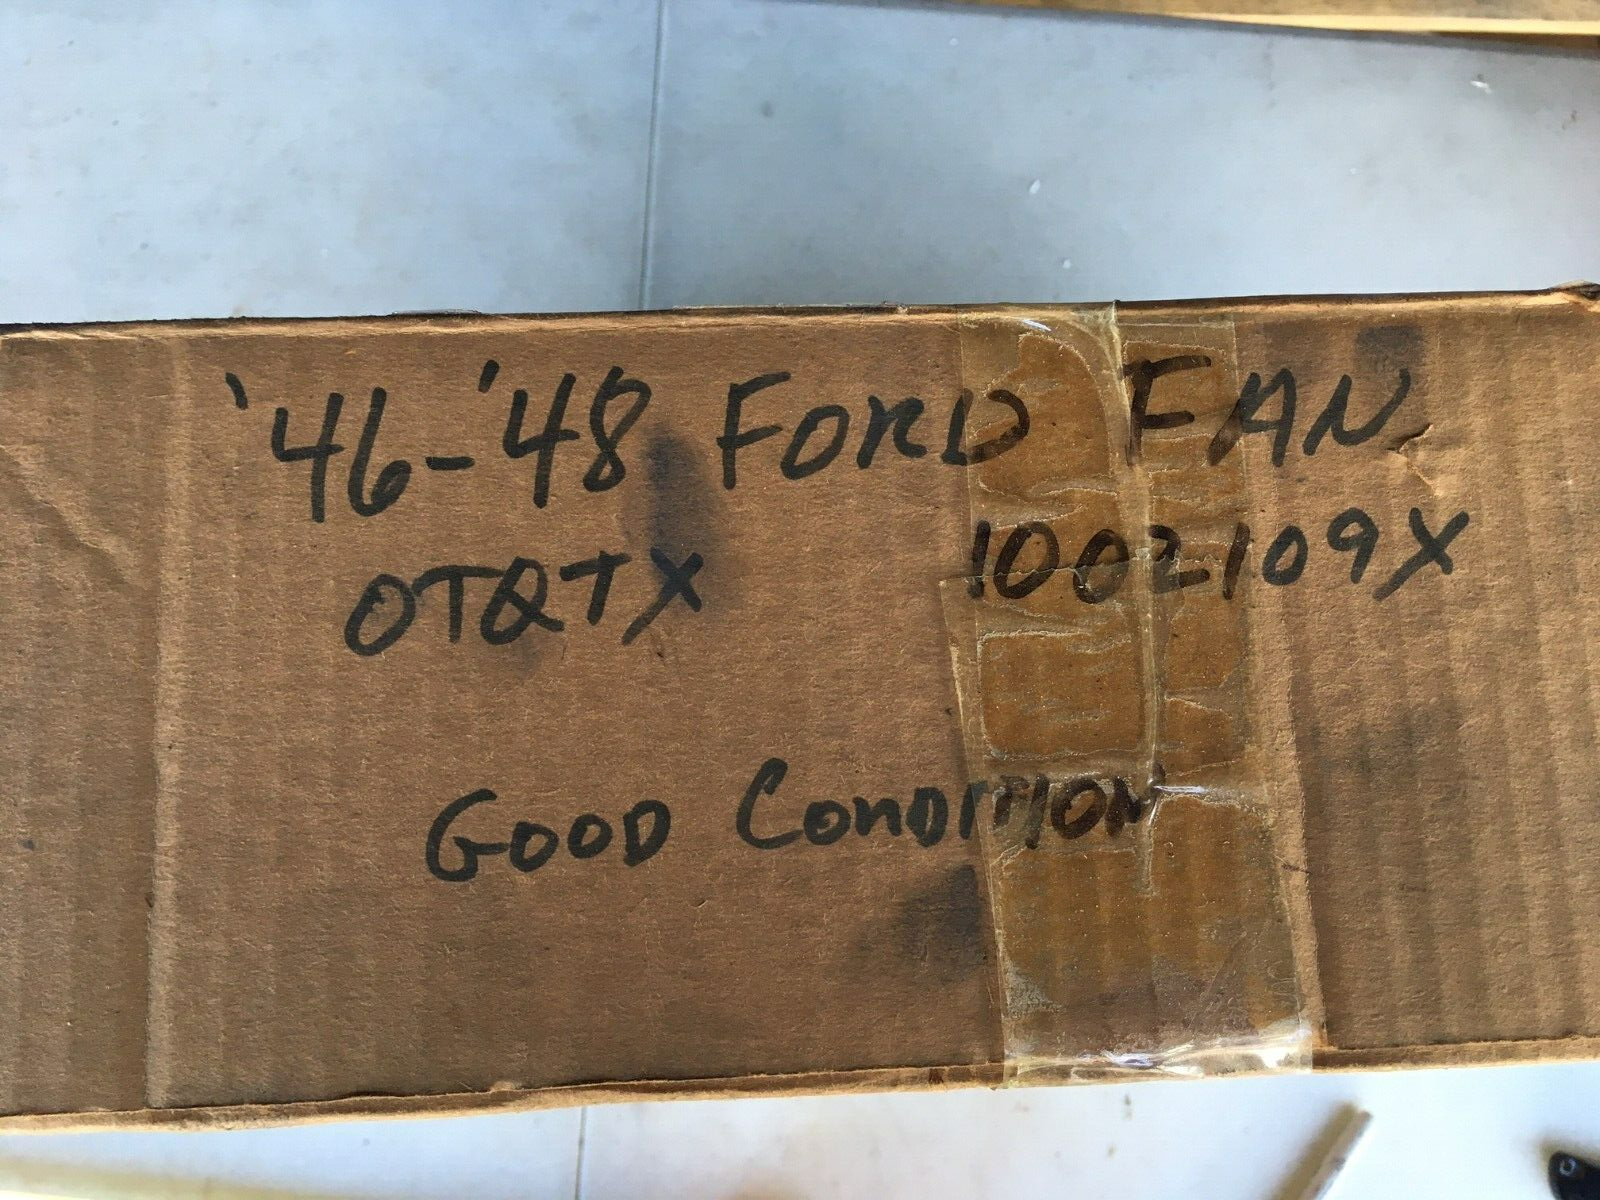 '46-'48 FORD FAN
OTQTX 1002109X
GOOD CONDITION